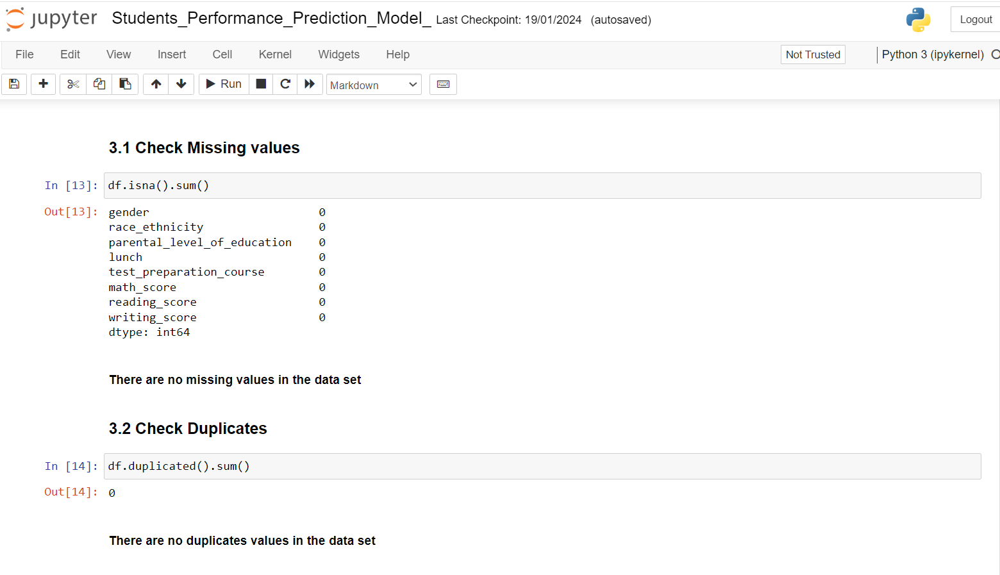 jupyter Students_Performance_Prediction_Model_ Last Checkpoint: 19/01/2024 (autosaved) Logout
File Edit View Insert Cell Kernel Widgets Help Not Trusted Python 3 (ipykernel)
Run Markdown
3.1 Check Missing values
In [13]: df.isna().sum()
Out[13]: gender 0
race_ethnicity 0
parental_level_of_education 0
lunch 0
test_preparation_course 0
math_score 0
reading_score 0
writing_score 0
dtype: int64
There are no missing values in the data set
3.2 Check Duplicates
In [14]: df.duplicated().sum()
Out[14]: 0
There are no duplicates values in the data set